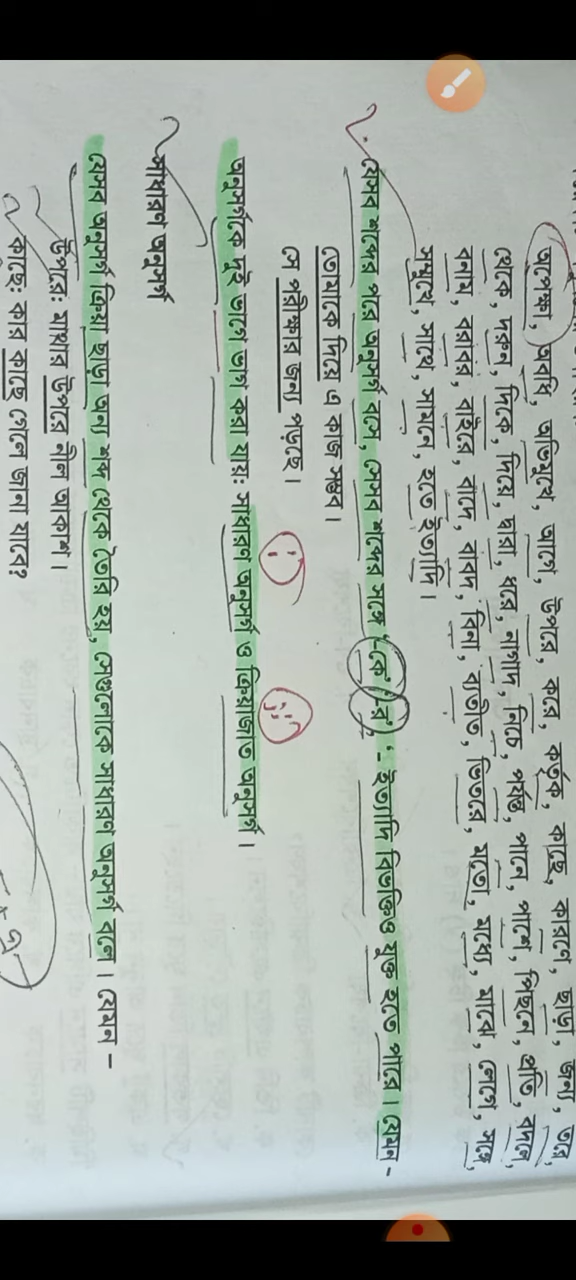 অপেক্ষা, অবধি, অভিমুখে, আগে, উপরে, করে, কর্তৃক, কাছে, কারণে, ছাড়া, জন্য, তরে,
থেকে, দরুন, দিকে, দিয়ে, দ্বারা, ধরে, নাগাদ, নিচে, পর্যন্ত, পানে, পাশে, পিছনে, প্রতি, বদলে,
বনাম, বরাবর, বাইরে, বাদে, বাবদ, বিনা, ব্যতীত, ভিতরে, মতো, মধ্যে, মাঝে, লেগে, সঙ্গে,
সম্মুখে, সাথে, সামনে, হতে ইত্যাদি।
যেসব শব্দের পরে অনুসর্গ বসে, সেসব শব্দের সঙ্গে ‘-কে’ ‘-র’ ‘- ইত্যাদি বিভক্তিও যুক্ত হতে পারে। যেমন -
তোমাকে দিয়ে এ কাজ সম্ভব।
সে পরীক্ষার জন্য পড়ছে।
অনুসর্গকে দুই ভাগে ভাগ করা যায়: সাধারণ অনুসর্গ ও ক্রিয়াজাত অনুসর্গ।
সাধারণ অনুসর্গ
যেসব অনুসর্গ ক্রিয়া ছাড়া অন্য শব্দ থেকে তৈরি হয়, সেগুলোকে সাধারণ অনুসর্গ বলে। যেমন -
উপরে: মাথার উপরে নীল আকাশ।
কাছে: কার কাছে গেলে জানা যাবে?